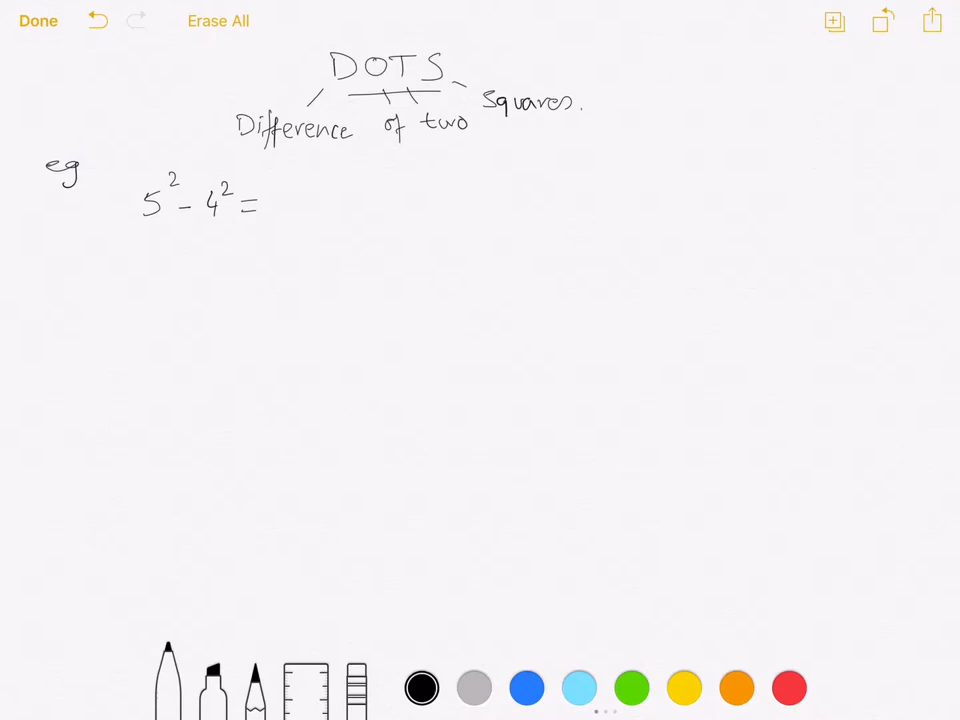 Done Erase All
DOTS
Difference of two squares.
eg
5² - 4² =